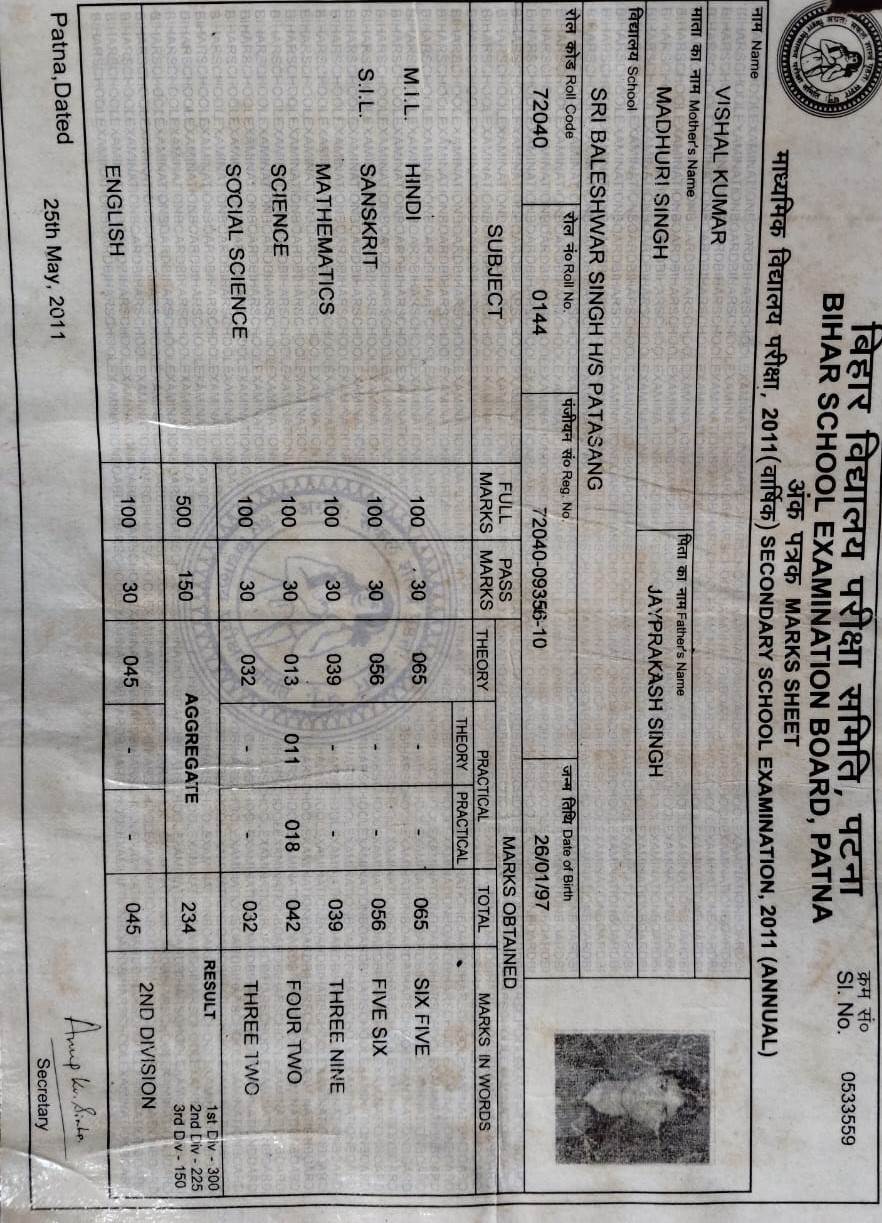 बिहार विद्यालय परीक्षा समिति, पटना
BIHAR SCHOOL EXAMINATION BOARD, PATNA
क्रम सं०
Sl. No. 0533559
अंक पत्रक MARKS SHEET
माध्यमिक विद्यालय परीक्षा, 2011(वार्षिक) SECONDARY SCHOOL EXAMINATION, 2011 (ANNUAL)
नाम Name
VISHAL KUMAR
माता का नाम Mother's Name पिता का नाम Father's Name
MADHURI SINGH JAYPRAKASH SINGH
विद्यालय School
SRI BALESHWAR SINGH H/S PATASANG
रोल कोड Roll Code रोल नं० Roll No. पंजीयन सं० Reg. No. जन्म तिथि Date of Birth
72040 0144 72040-09356-10 26/01/97
SUBJECT FULL MARKS PASS MARKS MARKS OBTAINED
THEORY PRACTICAL TOTAL MARKS IN WORDS
THEORY PRACTICAL
M.I.L. HINDI 100 30 065 - - 065 SIX FIVE
S.I.L. SANSKRIT 100 30 056 - - 056 FIVE SIX
MATHEMATICS 100 30 039 - - 039 THREE NINE
SCIENCE 100 30 013 011 018 042 FOUR TWO
SOCIAL SCIENCE 100 30 032 - - 032 THREE TWO
500 150 AGGREGATE 234 RESULT 1st Div - 300
2nd Div - 225
3rd Div - 150
ENGLISH 100 30 045 - - 045 2ND DIVISION
Patna,Dated 25th May, 2011
Anup Kr. Sinha
Secretary